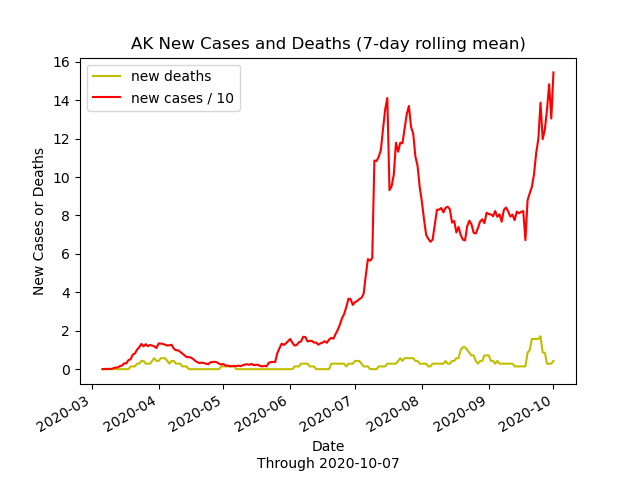 AK New Cases and Deaths (7-day rolling mean)
new deaths
new cases / 10
16
14
12
10
8
6
4
2
0
New Cases or Deaths
2020-03
2020-04
2020-05
2020-06
2020-07
2020-08
2020-09
2020-10
Date
Through 2020-10-07